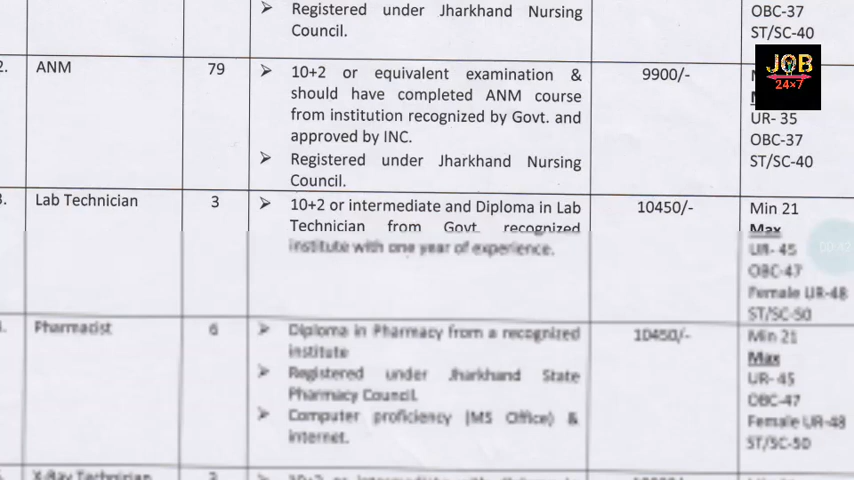 Registered under Jharkhand Nursing
Council.
OBC-37
ST/SC-40
2.
ANM
79
10+2 or equivalent examination &
should have completed ANM course
from institution recognized by Govt. and
approved by INC.
Registered under Jharkhand Nursing
Council.
9900/-
UR- 35
OBC-37
ST/SC-40
JOB
24×7
3.
Lab Technician
3
10+2 or intermediate and Diploma in Lab
Technician from Govt. recognized
institute with one year of experience.
10450/-
Min 21
Max
UR- 45
OBC-47
Female UR-48
ST/SC-50
Pharmacist
6
Diploma in Pharmacy from a recognized
institute
Registered under Jharkhand State
Pharmacy Council.
Computer proficiency (MS Office) &
internet.
10450/-
Min 21
Max
UR- 45
OBC-47
Female UR-48
ST/SC-50
X-Ray Technician